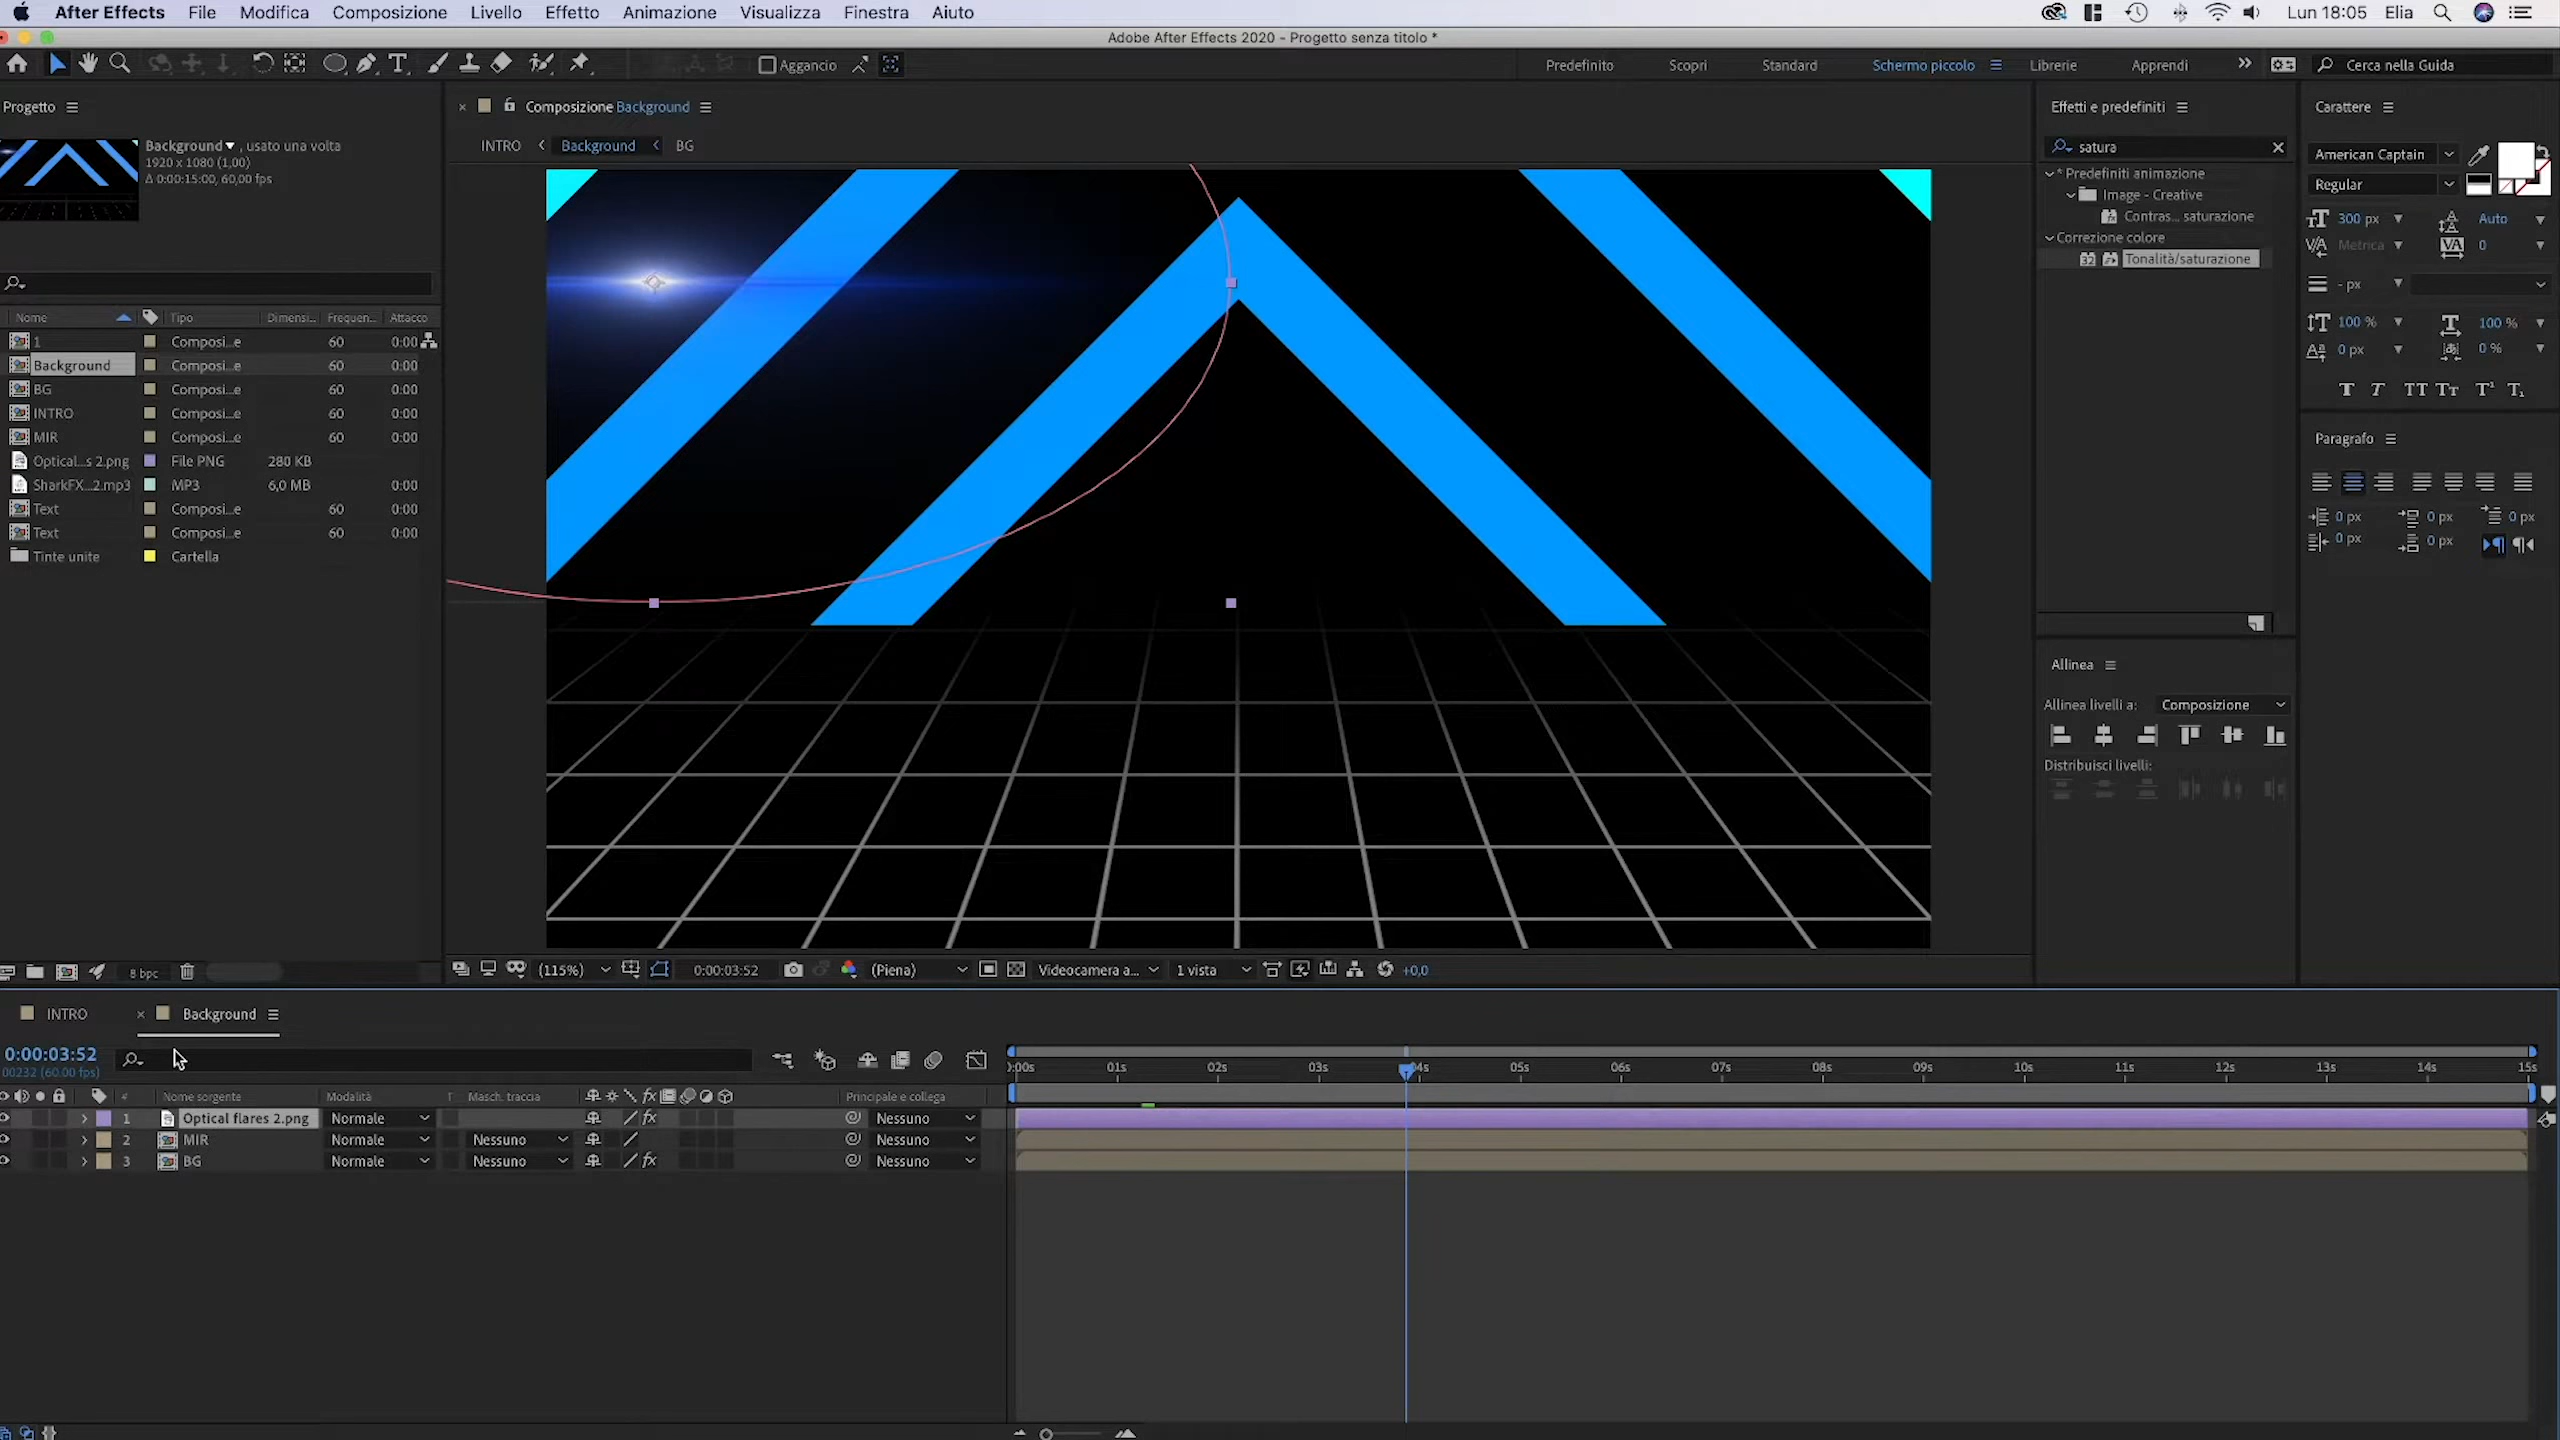 After Effects File Modifica Composizione Livello Effetto Animazione Visualizza Finestra Aiuto Lun 18:05 Elia
Adobe After Effects 2020 - Progetto senza titolo *
Aggancio Predefinito Scopri Standard Schermo piccolo Librerie Apprendi Cerca nella Guida
Progetto
Background , usato una volta
1920 x 1080 (1,00)
Δ 0:00:15:00, 60,00 fps
Nome Tipo Dimensi... Frequen... Attacco
1 Composi...e 60 0:00
Background Composi...e 60 0:00
BG Composi...e 60 0:00
INTRO Composi...e 60 0:00
MIR Composi...e 60 0:00
Optical...s 2.png File PNG 280 KB
SharkFX...2.mp3 MP3 6,0 MB 0:00
Text Composi...e 60 0:00
Text Composi...e 60 0:00
Tinte unite Cartella
8 bpc
Composizione Background
INTRO Background BG
(115%) 0:00:03:52 (Piena) Videocamera a... 1 vista +0,0
Effetti e predefiniti
satura
* Predefiniti animazione
Image - Creative
Contras... saturazione
Correzione colore
32 Tonalità/saturazione
Allinea
Allinea livelli a: Composizione
Distribuisci livelli:
Carattere
American Captain
Regular
300 px Auto
Metrica 0
- px
100 % 100 %
0 px 0 %
Paragrafo
0 px 0 px 0 px
0 px 0 px
INTRO Background
0:00:03:52
00232 (60.00 fps)
:00s 01s 02s 03s 04s 05s 06s 07s 08s 09s 10s 11s 12s 13s 14s 15s
# Nome sorgente Modalità T Masch. traccia Principale e collega
1 Optical flares 2.png Normale Nessuno
2 MIR Normale Nessuno Nessuno
3 BG Normale Nessuno Nessuno